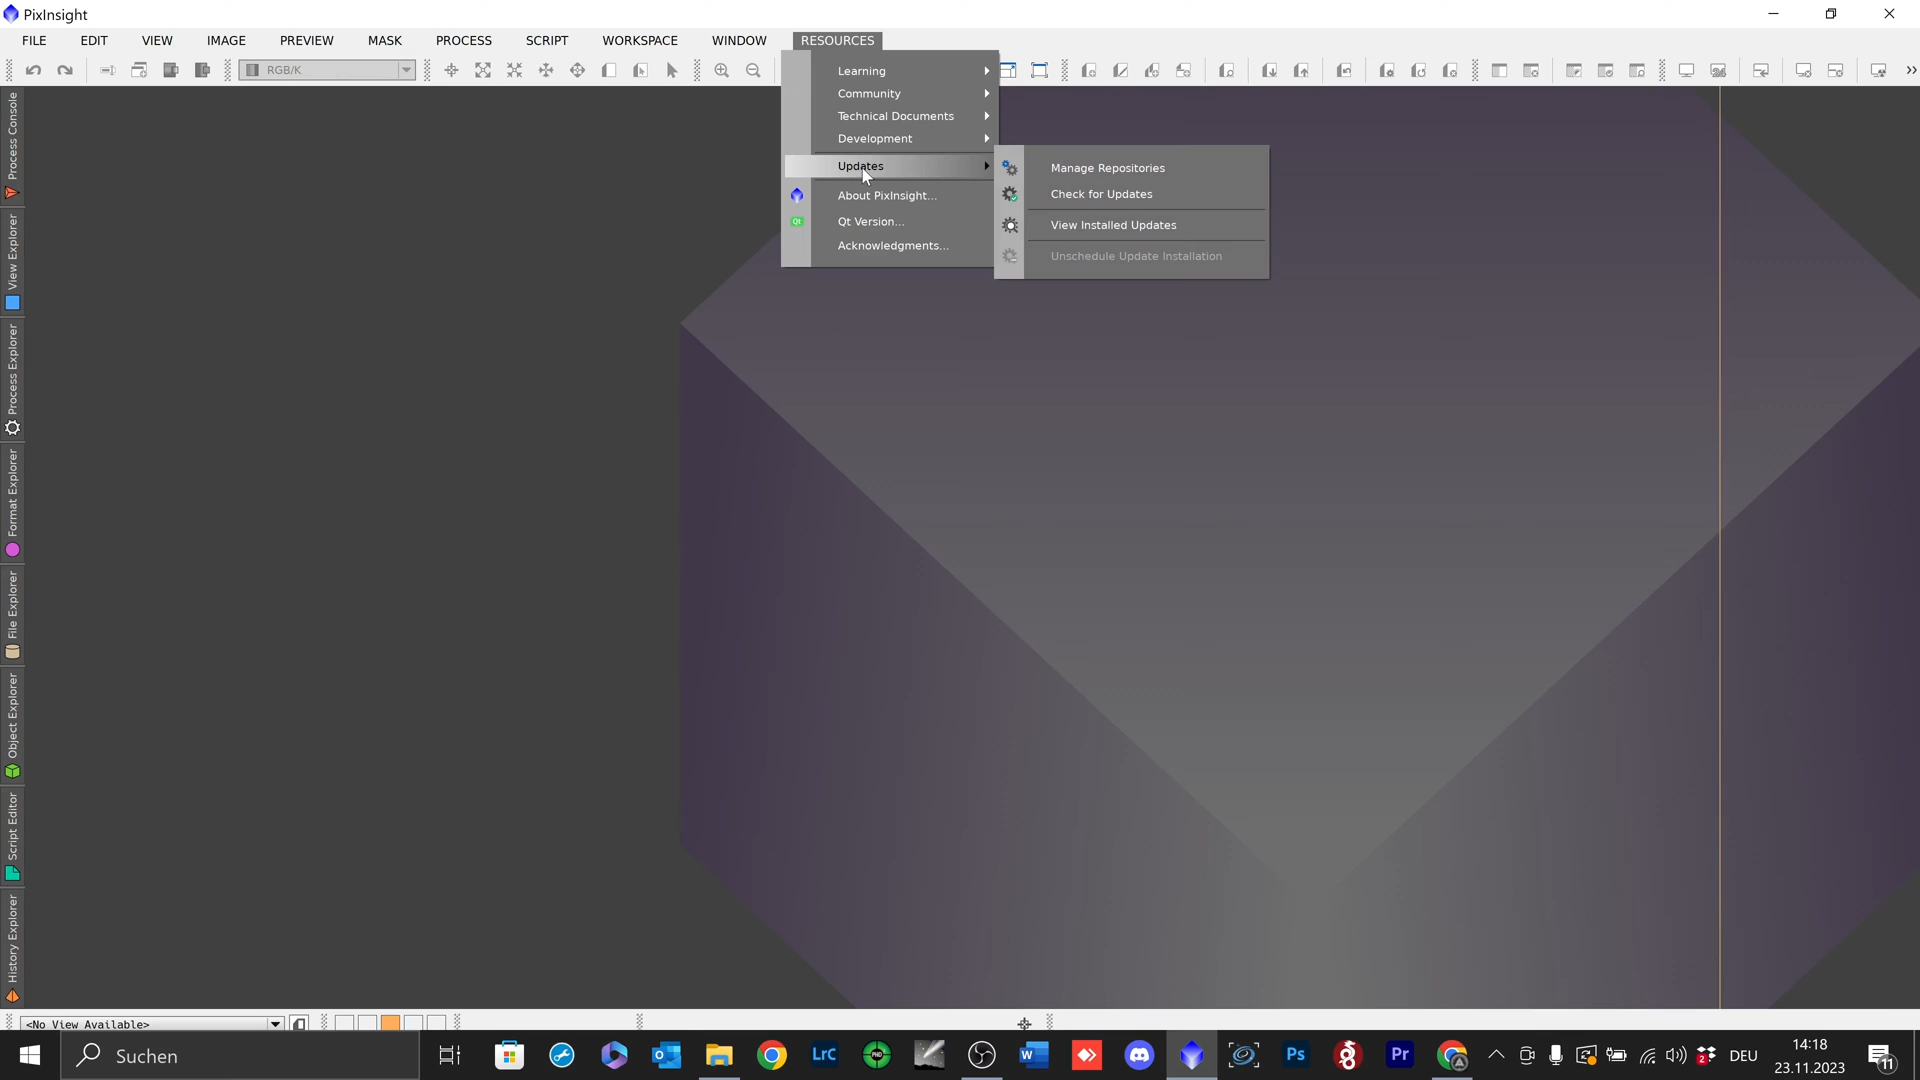 PixInsight
FILE EDIT VIEW IMAGE PREVIEW MASK PROCESS SCRIPT WORKSPACE WINDOW RESOURCES
RGB/K
Learning
Community
Technical Documents
Development
Updates
About PixInsight...
Qt Version...
Acknowledgments...
Manage Repositories
Check for Updates
View Installed Updates
Unschedule Update Installation
Process Console
View Explorer
Process Explorer
Format Explorer
File Explorer
Object Explorer
Script Editor
History Explorer
<No View Available>
Suchen
LrC
PHD
Ps
Pr
2
DEU
14:18
23.11.2023
11